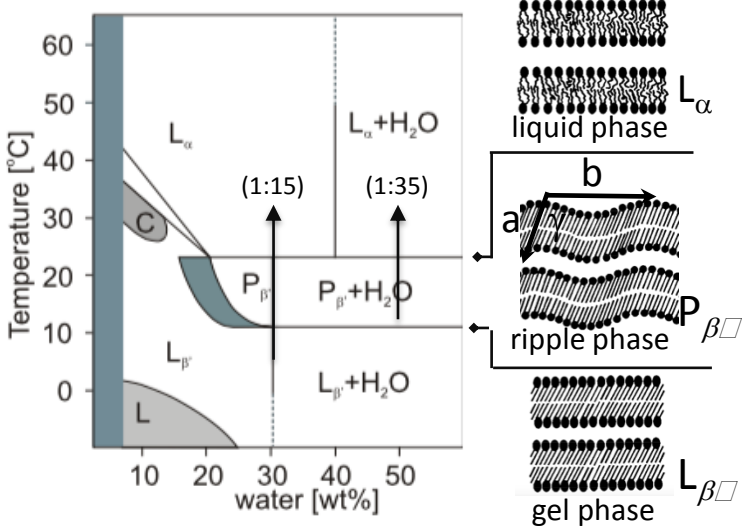 Temperature [°C]
60
50
40
30
20
10
0
Lα
Lα+H2O
(1:15)
(1:35)
C
Pβ'
Pβ'+H2O
Lβ'
Lβ'+H2O
L
10
20
30
40
50
water [wt%]
Lα
liquid phase
b
a
γ
Pβ□
ripple phase
Lβ□
gel phase